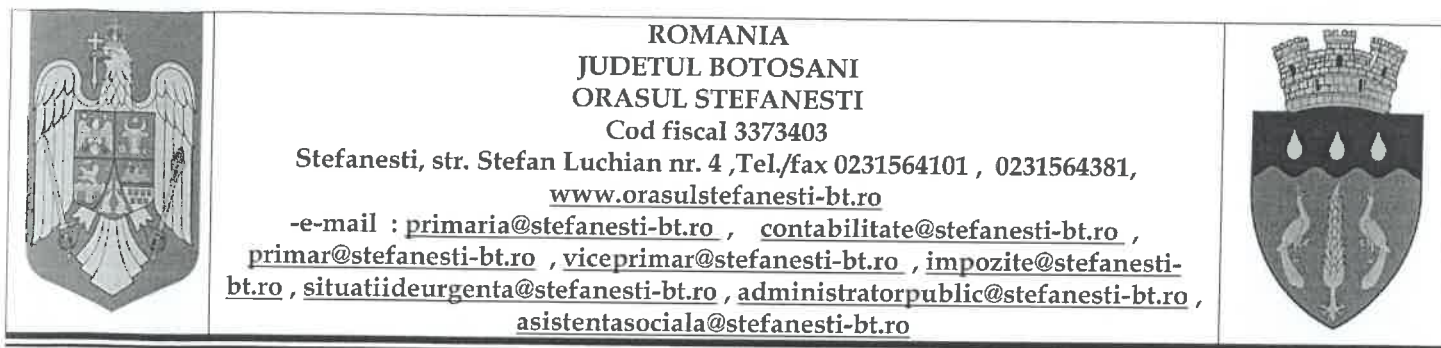 ROMANIA
JUDETUL BOTOSANI
ORASUL STEFANESTI
Cod fiscal 3373403
Stefanesti, str. Stefan Luchian nr. 4 ,Tel./fax 0231564101 , 0231564381,
www.orasulstefanesti-bt.ro
-e-mail : primaria@stefanesti-bt.ro , contabilitate@stefanesti-bt.ro ,
primar@stefanesti-bt.ro , viceprimar@stefanesti-bt.ro , impozite@stefanesti-
bt.ro , situatiideurgenta@stefanesti-bt.ro , administratorpublic@stefanesti-bt.ro ,
asistentasociala@stefanesti-bt.ro